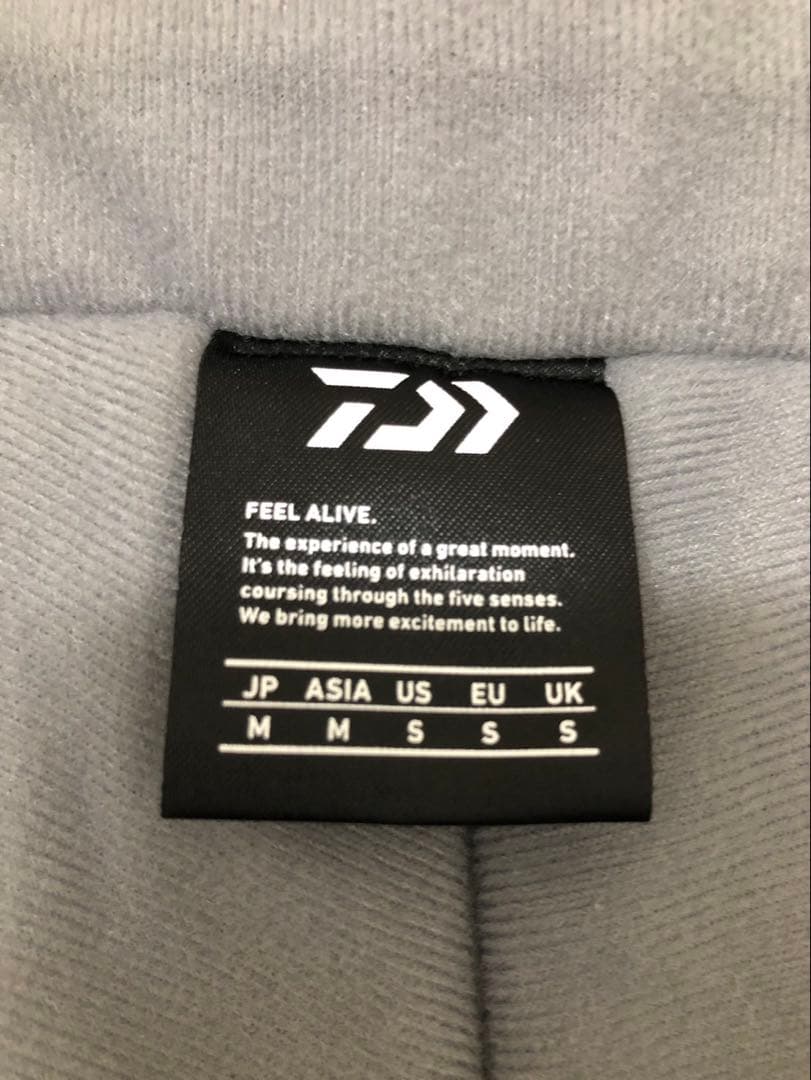 FEEL ALIVE.
The experience of a great moment.
It's the feeling of exhilaration
coursing through the five senses.
We bring more excitement to life.
JP ASIA US EU UK
M M S S S